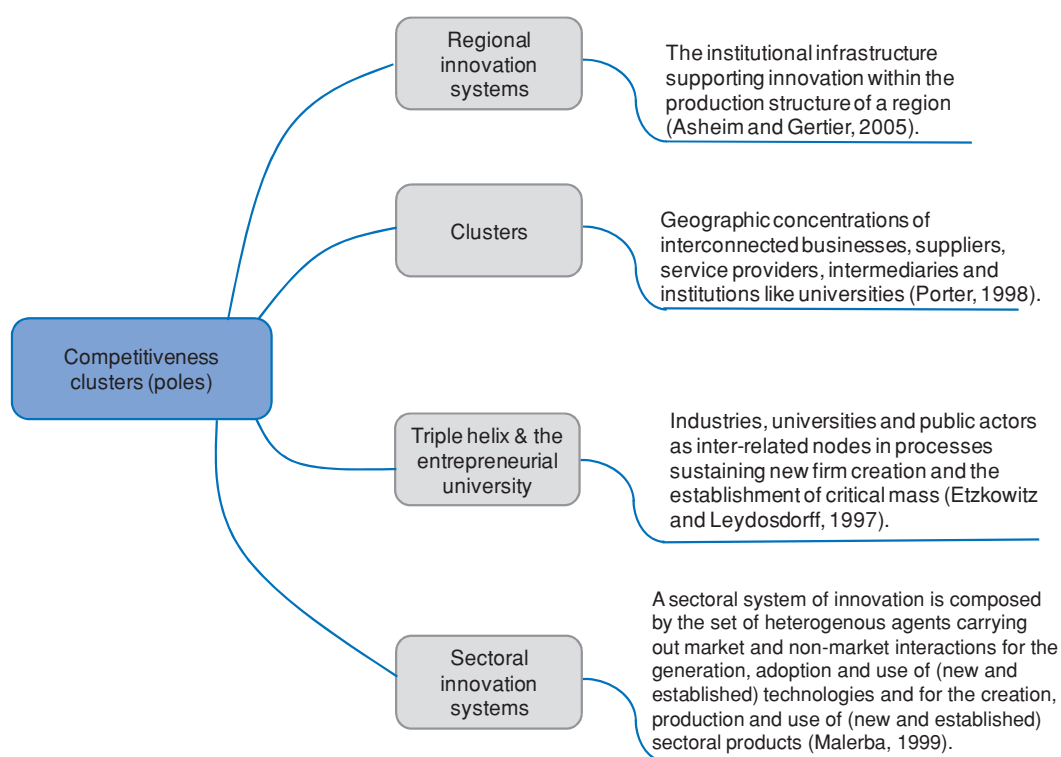 Regional
innovation
systems
The institutional infrastructure
supporting innovation within the
production structure of a region
(Asheim and Gertier, 2005).
Clusters
Geographic concentrations of
interconnected businesses, suppliers,
service providers, intermediaries and
institutions like universities (Porter, 1998).
Competitiveness
clusters (poles)
Triple helix & the
entrepreneurial
university
Industries, universities and public actors
as inter-related nodes in processes
sustaining new firm creation and the
establishment of critical mass (Etzkowitz
and Leydosdorff, 1997).
Sectoral
innovation
systems
A sectoral system of innovation is composed
by the set of heterogenous agents carrying
out market and non-market interactions for the
generation, adoption and use of (new and
established) technologies and for the creation,
production and use of (new and established)
sectoral products (Malerba, 1999).